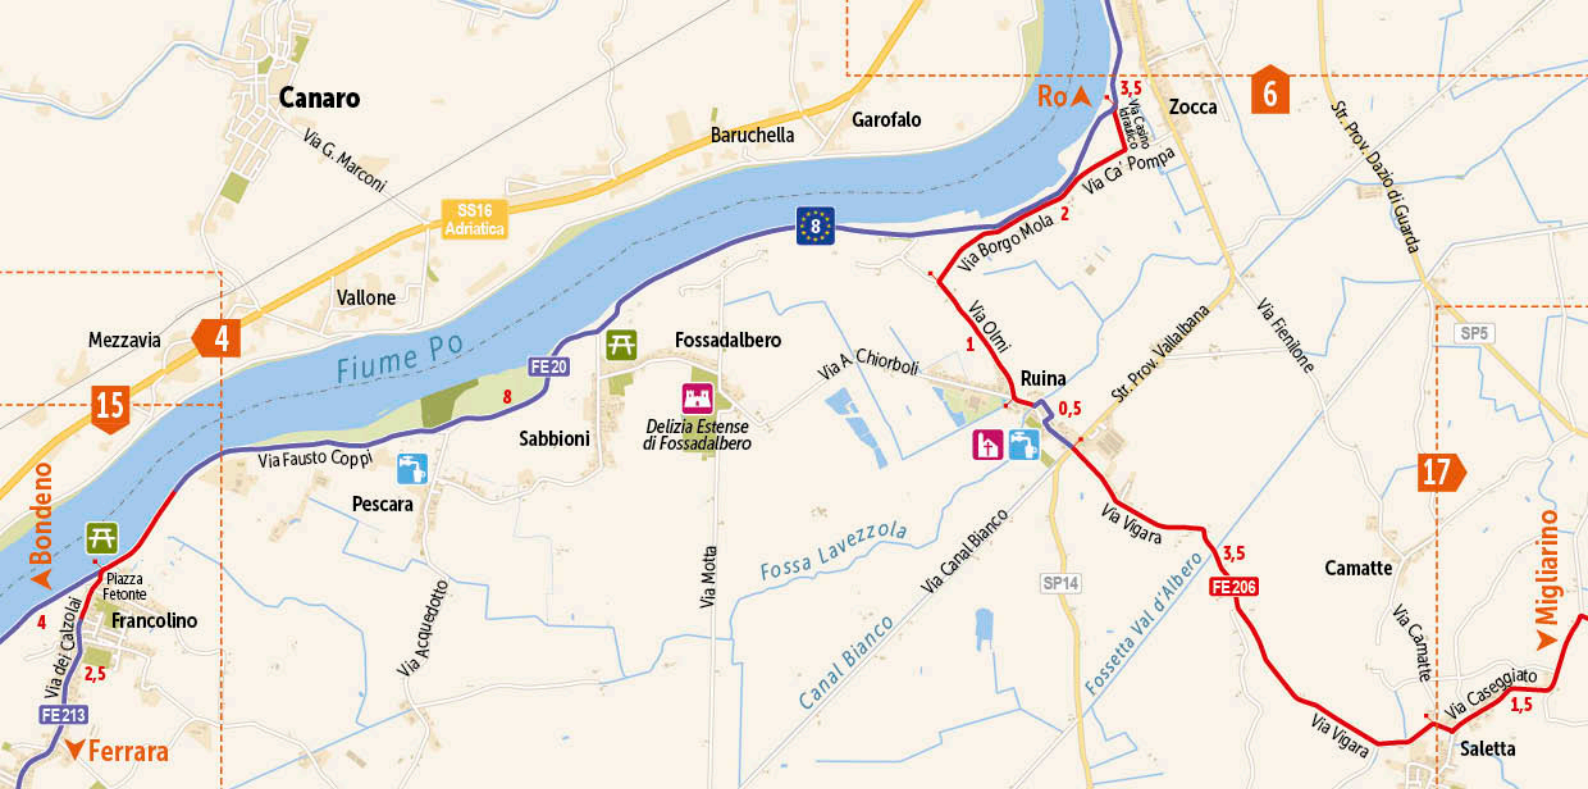 6
Ro
3,5
Zocca
Canaro
Via Casino
Idraulico
Garofalo
Baruchella
Via G. Marconi
Via Ca' Pompa
Str. Prov. Dazio di Guarda
SS16
Adriatica
2
8
Via Borgo Mola
Vallone
Mezzavia
4
Fiume Po
Fossadalbero
Via Olmi
1
Via Fienilone
SP5
Str. Prov. Vallalbana
FE20
Via A. Chiorboli
Ruina
15
8
0,5
Delizia Estense
di Fossadalbero
Sabbioni
Via Fausto Coppi
Bondeno
17
Pescara
Via Vigara
Fossa Lavezzola
Via Canal Bianco
Migliarino
3,5
Camatte
Piazza
Fetonte
Via Motta
SP14
FE206
4
Francolino
Via dei Calzolai
Via Acquedotto
Canal Bianco
Fossetta Val d'Albero
Via Camatte
2,5
Via Caseggiato
1,5
FE213
Via Vigara
Ferrara
Saletta